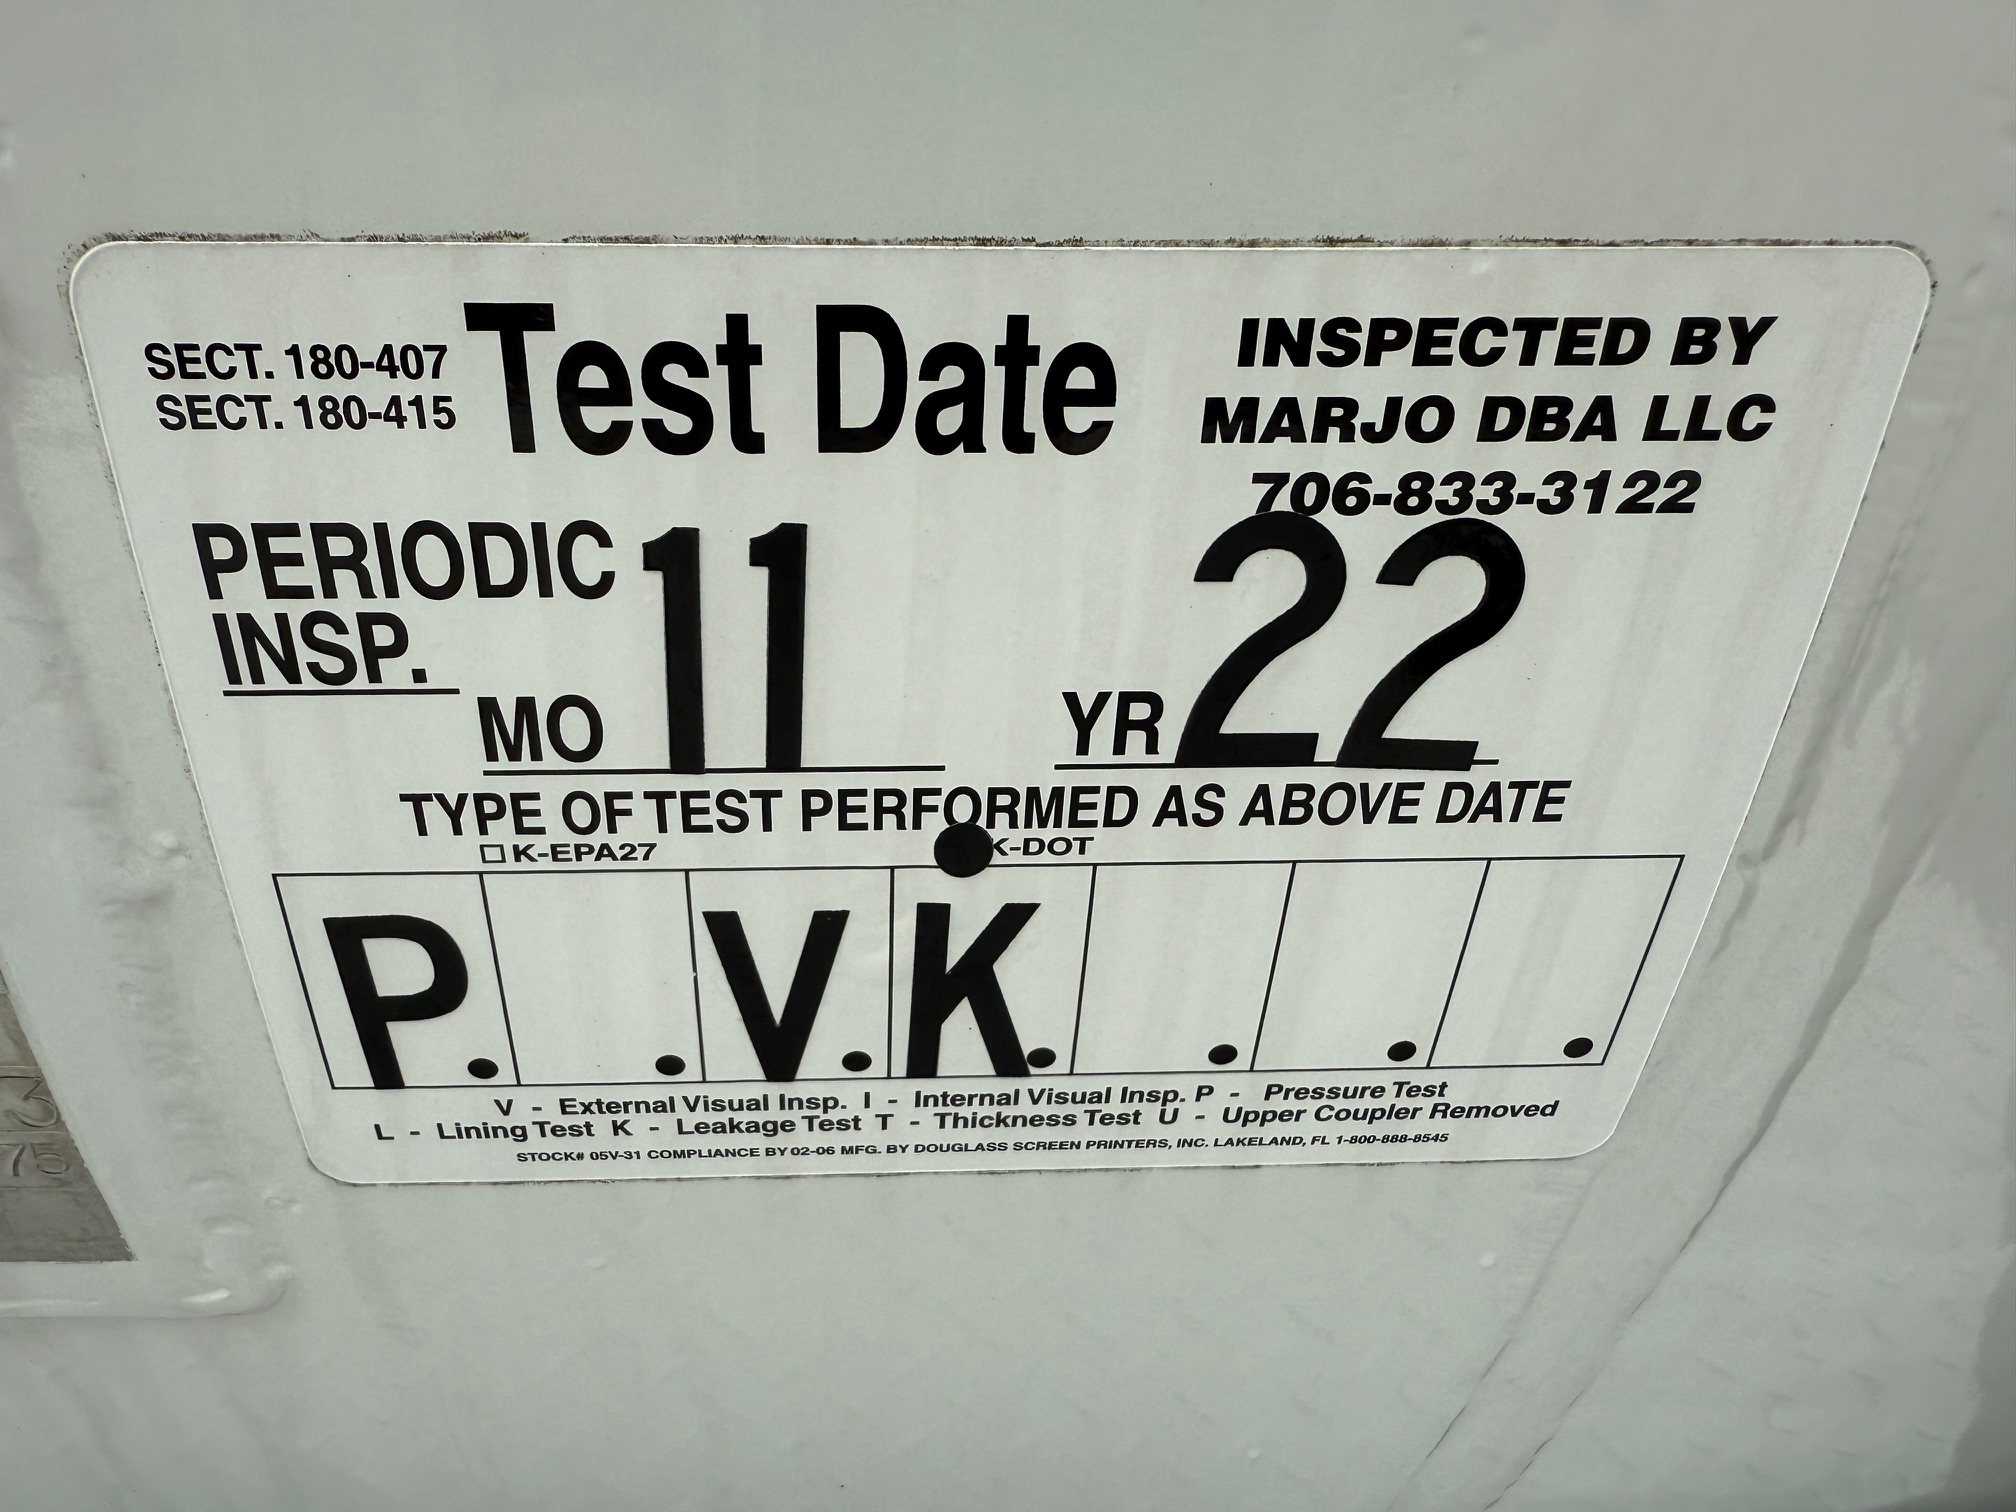 SECT. 180-407
SECT. 180-415
Test Date
INSPECTED BY
MARJO DBA LLC
706-833-3122
PERIODIC
INSP.
MO 11 YR 22
TYPE OF TEST PERFORMED AS ABOVE DATE
K-EPA27 K-DOT
P. . V. K. . . .
V - External Visual Insp. I - Internal Visual Insp. P - Pressure Test
L - Lining Test K - Leakage Test T - Thickness Test U - Upper Coupler Removed
STOCK# 05V-31 COMPLIANCE BY 02-06 MFG. BY DOUGLASS SCREEN PRINTERS, INC. LAKELAND, FL 1-800-888-8545
3
75